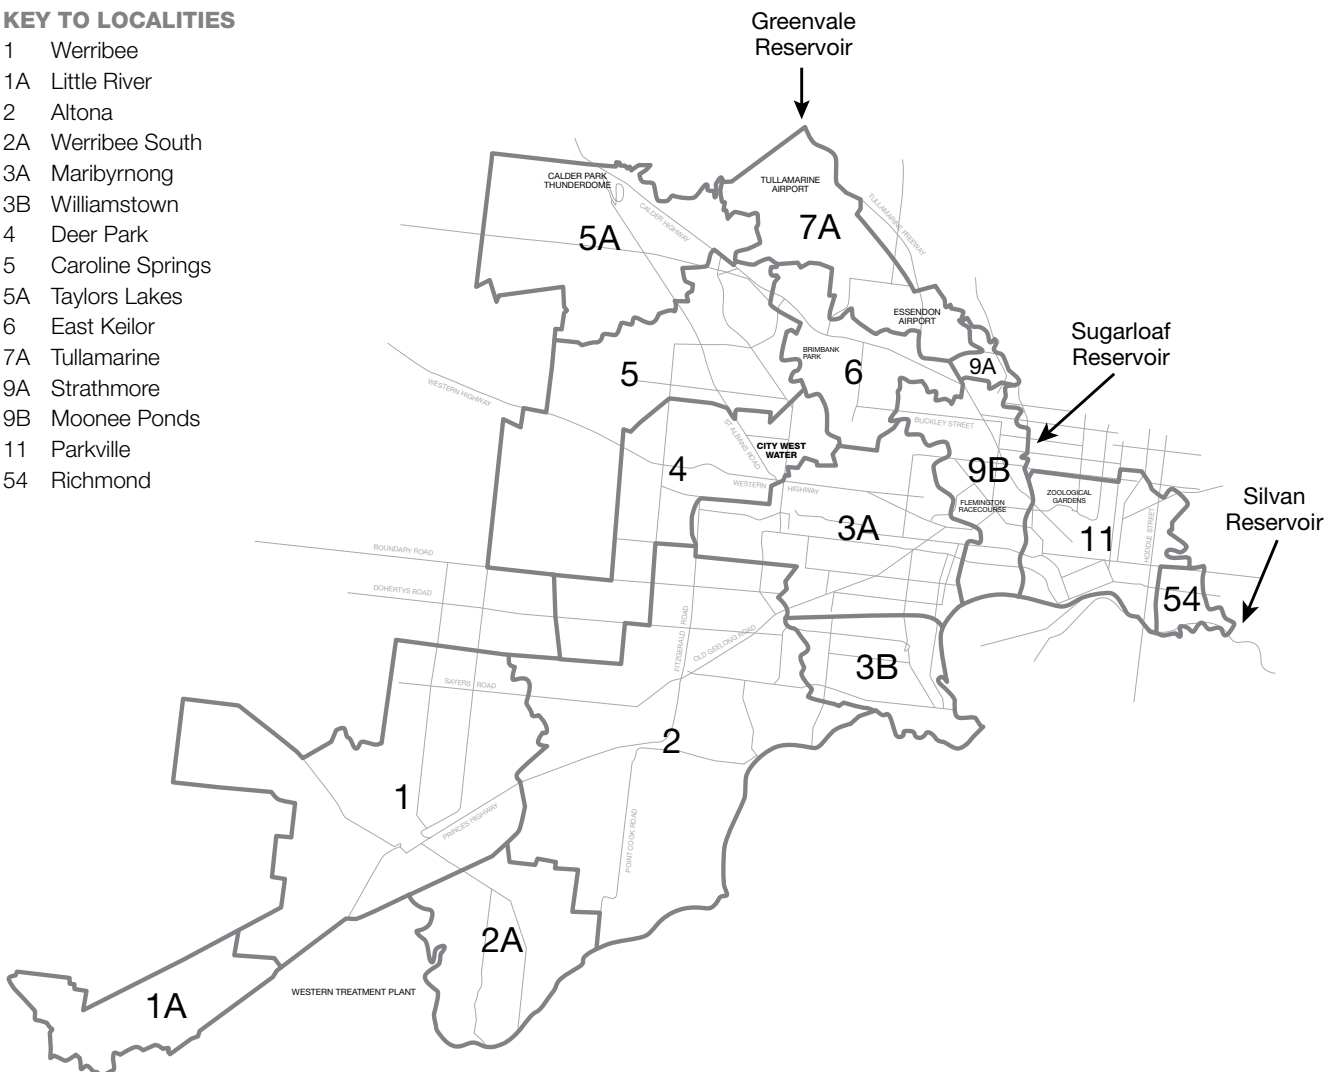 KEY TO LOCALITIES
1 Werribee
1A Little River
2 Altona
2A Werribee South
3A Maribyrnong
3B Williamstown
4 Deer Park
5 Caroline Springs
5A Taylors Lakes
6 East Keilor
7A Tullamarine
9A Strathmore
9B Moonee Ponds
11 Parkville
54 Richmond
Greenvale
Reservoir
CALDER PARK
THUNDERDOME
TULLAMARINE
AIRPORT
CALDER HIGHWAY
TULLAMARINE FREEWAY
5A
7A
ESSENDON
AIRPORT
Sugarloaf
Reservoir
BRIMBANK
PARK
5
6
9A
WESTERN HIGHWAY
BUCKLEY STREET
ST ALBANS ROAD
CITY WEST
WATER
4
9B
WESTERN HIGHWAY
FLEMINGTON
RACECOURSE
ZOOLOGICAL
GARDENS
Silvan
Reservoir
3A
11
HODDLE STREET
BOUNDARY ROAD
DOHERTYS ROAD
54
FITZGERALD ROAD
OLD GEELONG ROAD
3B
SAYERS ROAD
2
1
PRINCES HIGHWAY
POINT COOK ROAD
2A
WESTERN TREATMENT PLANT
1A